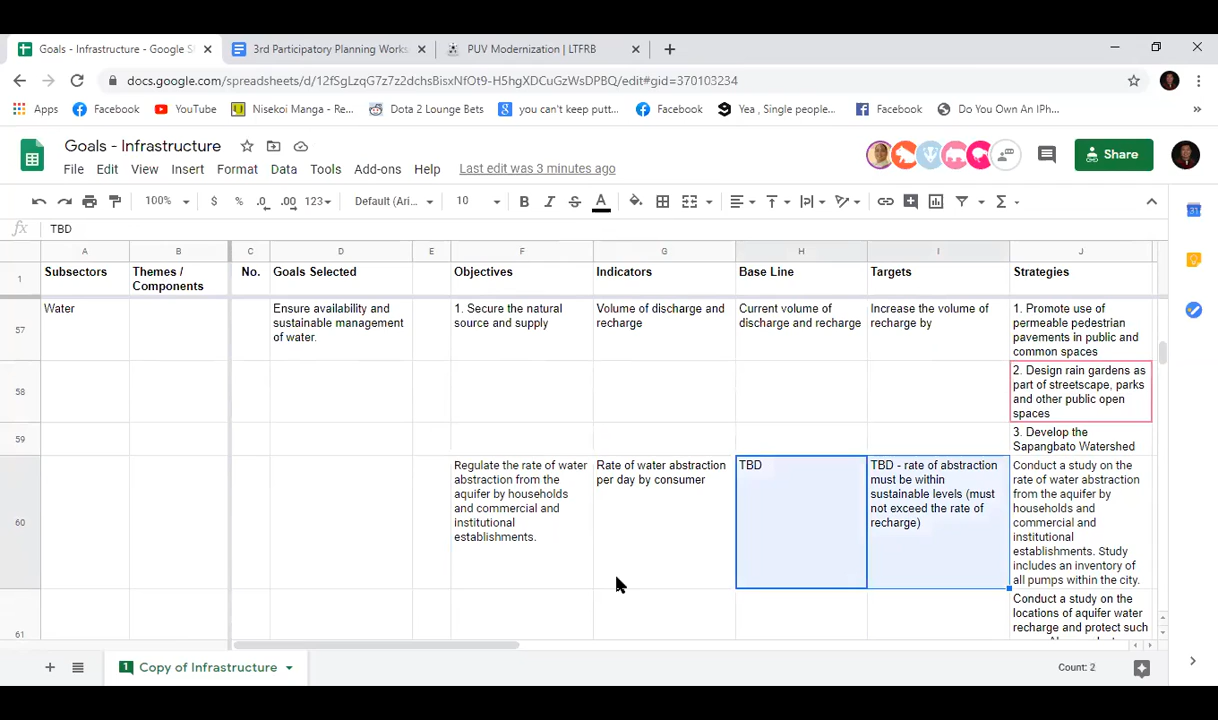 Goals - Infrastructure - Google S
3rd Participatory Planning Works
PUV Modernization | LTFRB
docs.google.com/spreadsheets/d/12fSgLzqG7z7z2dchsBisxNfOt9-H5hgXDCuGzWsDPBQ/edit#gid=370103234
Apps
Facebook
YouTube
Nisekoi Manga - Re...
Dota 2 Lounge Bets
you can't keep putt...
Facebook
Yea , Single people...
Facebook
Do You Own An IPh...
Goals - Infrastructure
File Edit View Insert Format Data Tools Add-ons Help Last edit was 3 minutes ago
Share
100% $ % .0 .00 123 Default (Ari... 10 B I S A
fx TBD
A B C D E F G H I J
1 Subsectors
Themes /
Components
No.
Goals Selected
Objectives
Indicators
Base Line
Targets
Strategies
57
Water
Ensure availability and
sustainable management
of water.
1. Secure the natural
source and supply
Volume of discharge and
recharge
Current volume of
discharge and recharge
Increase the volume of
recharge by
1. Promote use of
permeable pedestrian
pavements in public and
common spaces
58
2. Design rain gardens as
part of streetscape, parks
and other public open
spaces
59
3. Develop the
Sapangbato Watershed
60
Regulate the rate of water
abstraction from the
aquifer by households
and commercial and
institutional
establishments.
Rate of water abstraction
per day by consumer
TBD
TBD - rate of abstraction
must be within
sustainable levels (must
not exceed the rate of
recharge)
Conduct a study on the
rate of water abstraction
from the aquifer by
households and
commercial and
institutional
establishments. Study
includes an inventory of
all pumps within the city.
61
Conduct a study on the
locations of aquifer water
recharge and protect such
1 Copy of Infrastructure
Count: 2
31